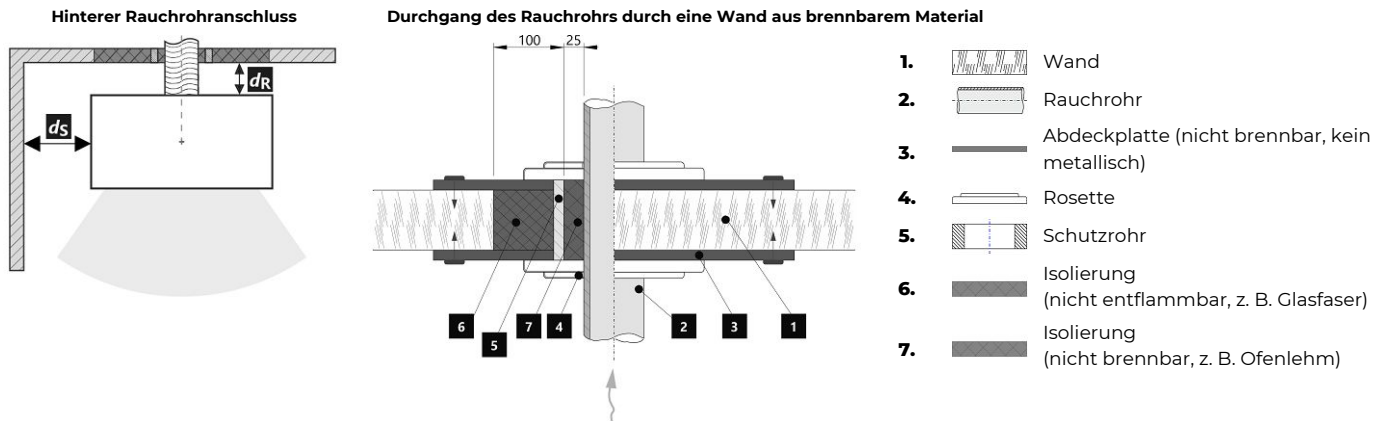 Hinterer Rauchrohranschluss
dR
dS
Durchgang des Rauchrohrs durch eine Wand aus brennbarem Material
100
25
6
5
7
4
2
3
1
1. Wand
2. Rauchrohr
3. Abdeckplatte (nicht brennbar, kein
metallisch)
4. Rosette
5. Schutzrohr
6. Isolierung
(nicht entflammbar, z. B. Glasfaser)
7. Isolierung
(nicht brennbar, z. B. Ofenlehm)